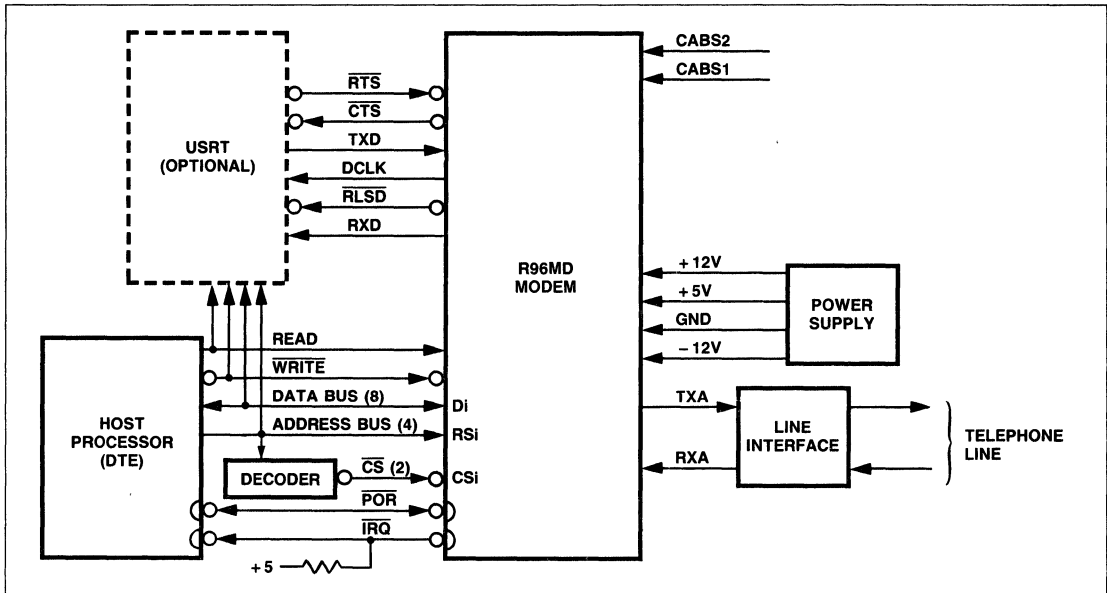 CABS2
CABS1
RTS
CTS
TXD
DCLK
RLSD
RXD
USRT
(OPTIONAL)
R96MD
MODEM
+12V
+5V
GND
-12V
POWER
SUPPLY
READ
WRITE
DATA BUS (8)
Di
ADDRESS BUS (4)
RSi
HOST
PROCESSOR
(DTE)
DECODER
CS (2)
CSi
POR
IRQ
+5
TXA
RXA
LINE
INTERFACE
TELEPHONE
LINE